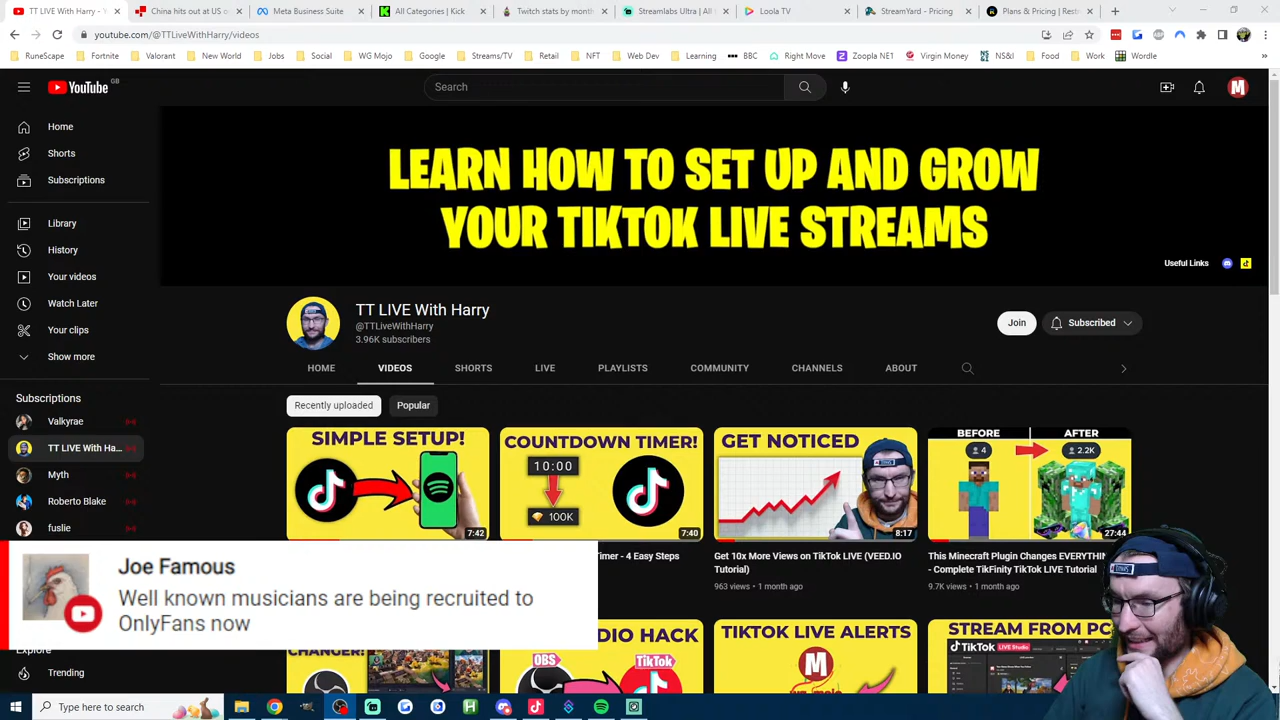 TT LIVE With Harry - Y
China hits out at US o
Meta Business Suite
All Categories | Kick
Twitch stats by month
Streamlabs Ultra | All
Loola TV
StreamYard - Pricing
Plans & Pricing | Rest
youtube.com/@TTLiveWithHarry/videos
RuneScape
Fortnite
Valorant
New World
Jobs
Social
WG Mojo
Streams/TV
Retail
NFT
Web Dev
Learning
BBC
Right Move
Zoopla NE1
Virgin Money
NS&I
Food
Work
Wordle
YouTube GB
Search
Home
Shorts
Subscriptions
Library
History
Your videos
Watch Later
Your clips
Show more
Subscriptions
Valkyrae
TT LIVE With Ha...
Myth
Roberto Blake
fuslie
Explore
Trending
LEARN HOW TO SET UP AND GROW
YOUR TIKTOK LIVE STREAMS
Useful Links
TT LIVE With Harry
@TTLiveWithHarry
3.96K subscribers
Join
Subscribed
HOME
VIDEOS
SHORTS
LIVE
PLAYLISTS
COMMUNITY
CHANNELS
ABOUT
Recently uploaded
Popular
SIMPLE SETUP!
7:42
COUNTDOWN TIMER!
10:00
100K
7:40
Timer - 4 Easy Steps
GET NOTICED
8:17
Get 10x More Views on TikTok LIVE (VEED.IO
Tutorial)
963 views • 1 month ago
BEFORE
AFTER
4
2.2K
27:44
This Minecraft Plugin Changes EVERYTHIN
- Complete TikFinity TikTok LIVE Tutorial
9.7K views • 1 month ago
Joe Famous
Well known musicians are being recruited to
OnlyFans now
CHANGER!
DIO HACK
OBS
TikTok
TIKTOK LIVE ALERTS
M
STREAM FROM PC
TikTok LIVE Studio
Type here to search